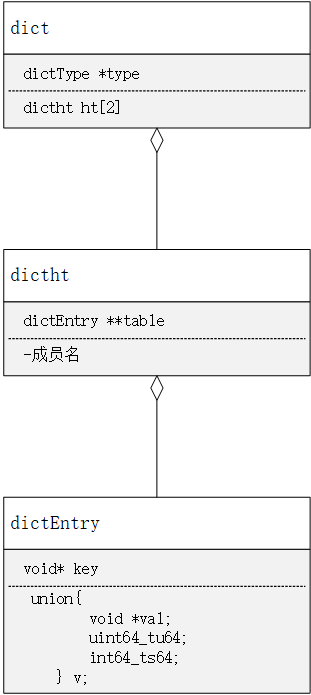 dict
dictType *type
dictht ht[2]
dictht
dictEntry **table
-成员名
dictEntry
void* key
union{
void *val;
uint64_tu64;
int64_ts64;
} v;